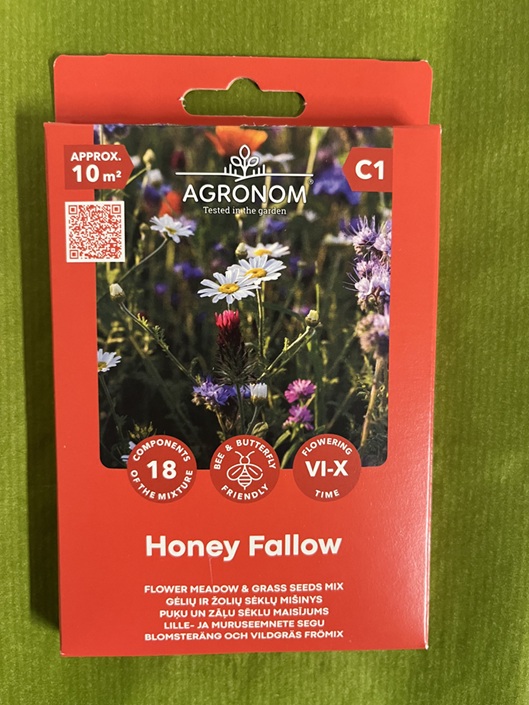 APPROX.
10 m²
C1
AGRONOM®
Tested in the garden
COMPONENTS
18
OF THE MIXTURE
BEE & BUTTERFLY
FRIENDLY
FLOWERING
VI-X
TIME
Honey Fallow
FLOWER MEADOW & GRASS SEEDS MIX
GĖLIŲ IR ŽOLIŲ SĖKLŲ MIŠINYS
PUĶU UN ZĀĻU SĒKLU MAISĪJUMS
LILLE- JA MURUSEEMNETE SEGU
BLOMSTERÄNG OCH VILDGRÄS FRÖMIX